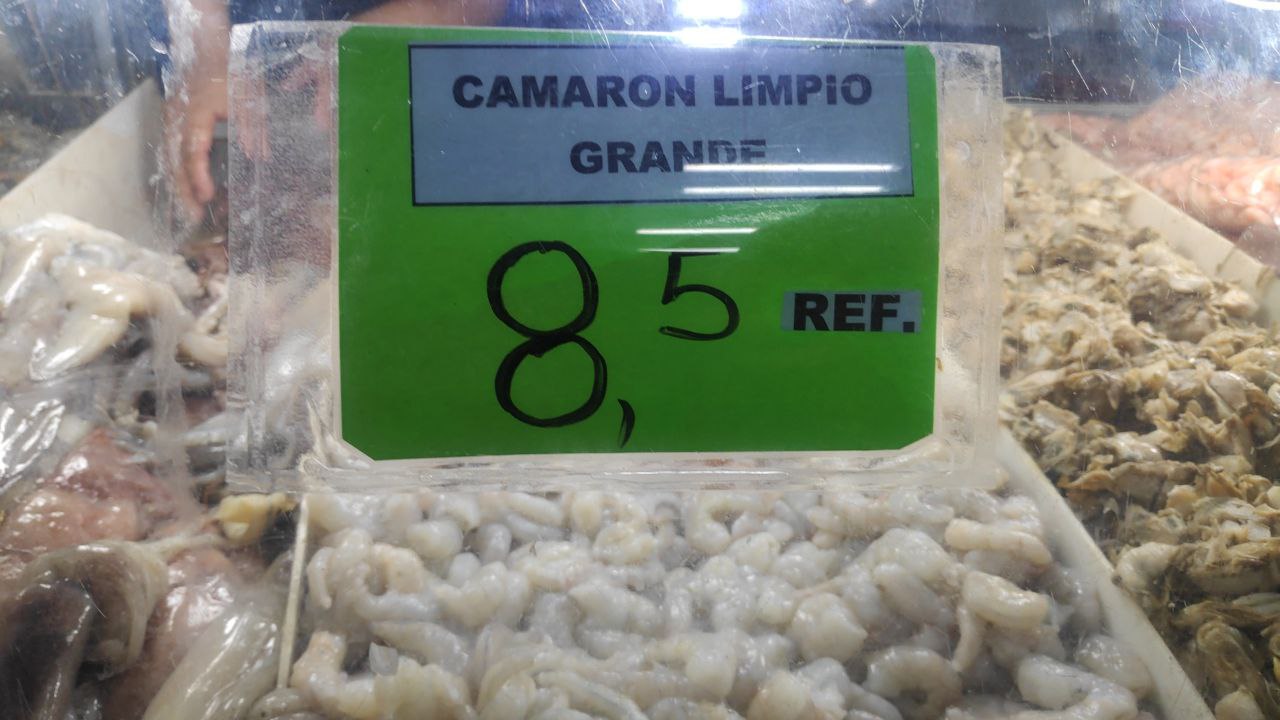 CAMARON LIMPIO
GRANDE
8,5 REF.